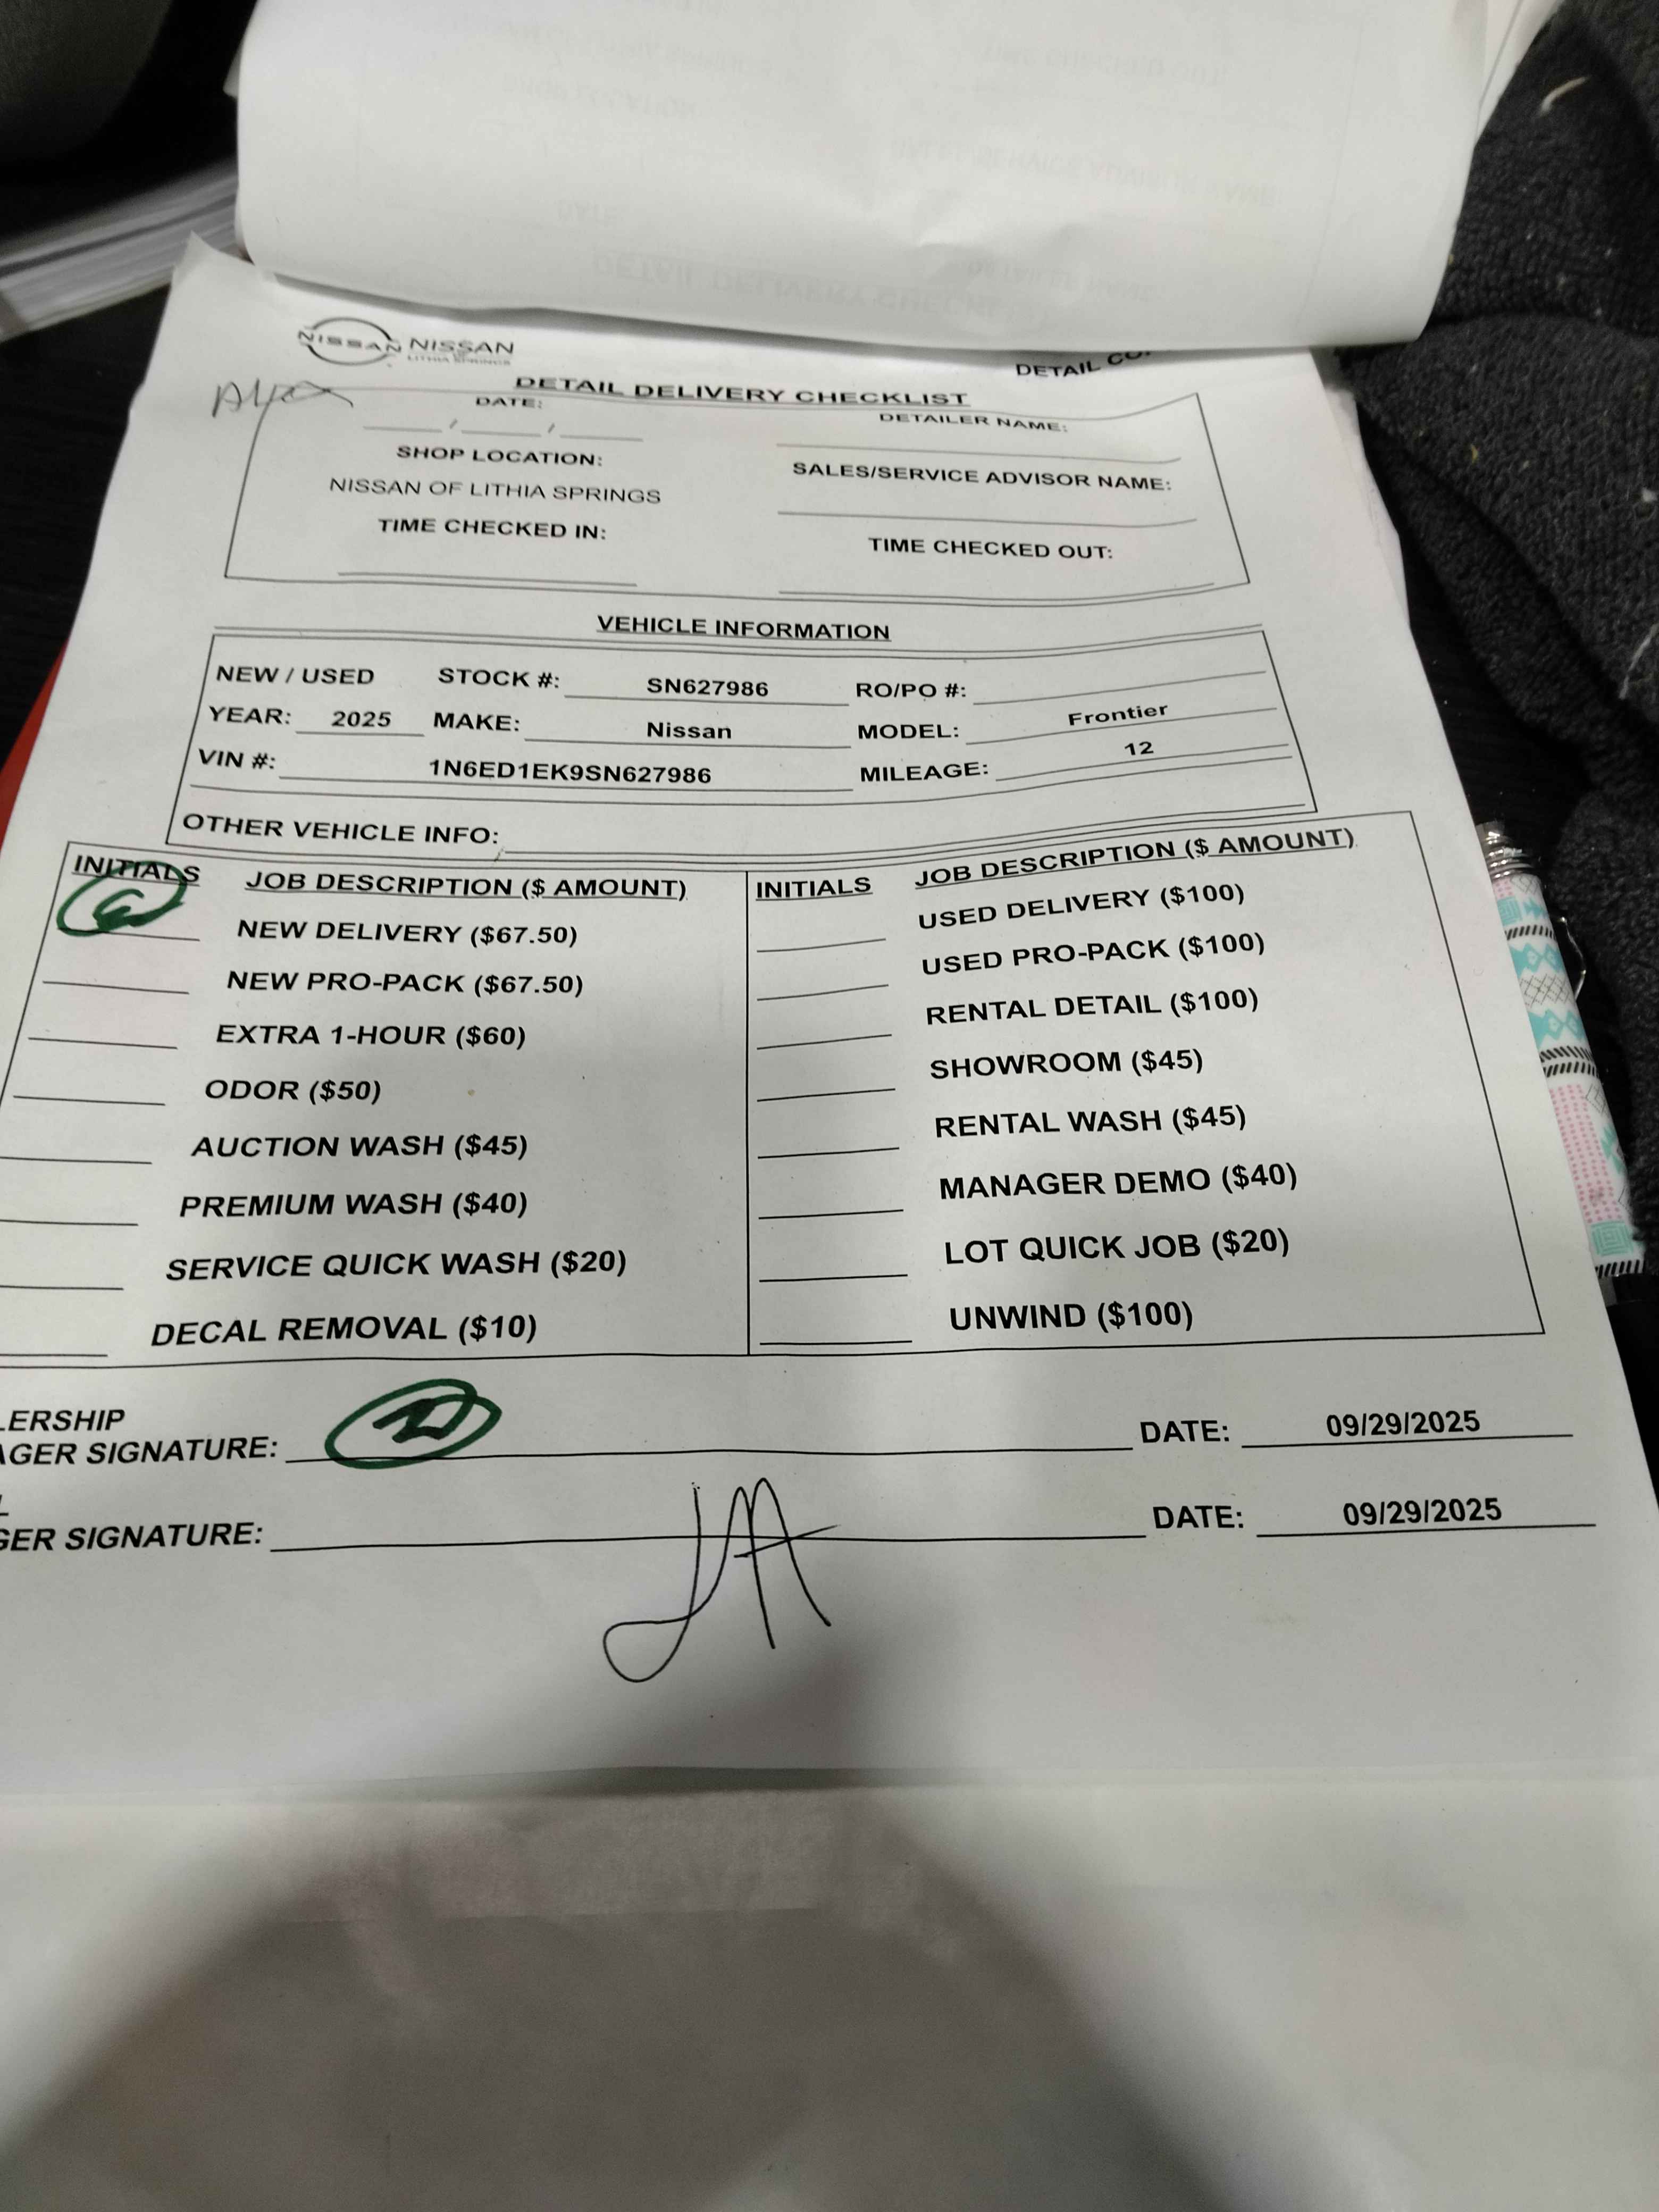 NISSAN NISSAN
OF
LITHIA SPRINGS
DETAIL
DETAIL DELIVERY CHECKLIST
Alex
DATE: DETAILER NAME:
/ /
SHOP LOCATION: SALES/SERVICE ADVISOR NAME:
NISSAN OF LITHIA SPRINGS
TIME CHECKED IN: TIME CHECKED OUT:
VEHICLE INFORMATION
NEW / USED STOCK #: SN627986 RO/PO #:
YEAR: 2025 MAKE: Nissan MODEL: Frontier
VIN #: 1N6ED1EK9SN627986 MILEAGE: 12
OTHER VEHICLE INFO:
INITIALS JOB DESCRIPTION ($ AMOUNT) INITIALS JOB DESCRIPTION ($ AMOUNT)
NEW DELIVERY ($67.50) USED DELIVERY ($100)
NEW PRO-PACK ($67.50) USED PRO-PACK ($100)
EXTRA 1-HOUR ($60) RENTAL DETAIL ($100)
ODOR ($50) SHOWROOM ($45)
AUCTION WASH ($45) RENTAL WASH ($45)
PREMIUM WASH ($40) MANAGER DEMO ($40)
SERVICE QUICK WASH ($20) LOT QUICK JOB ($20)
DECAL REMOVAL ($10) UNWIND ($100)
LERSHIP
AGER SIGNATURE: DATE: 09/29/2025
L
GER SIGNATURE: DATE: 09/29/2025